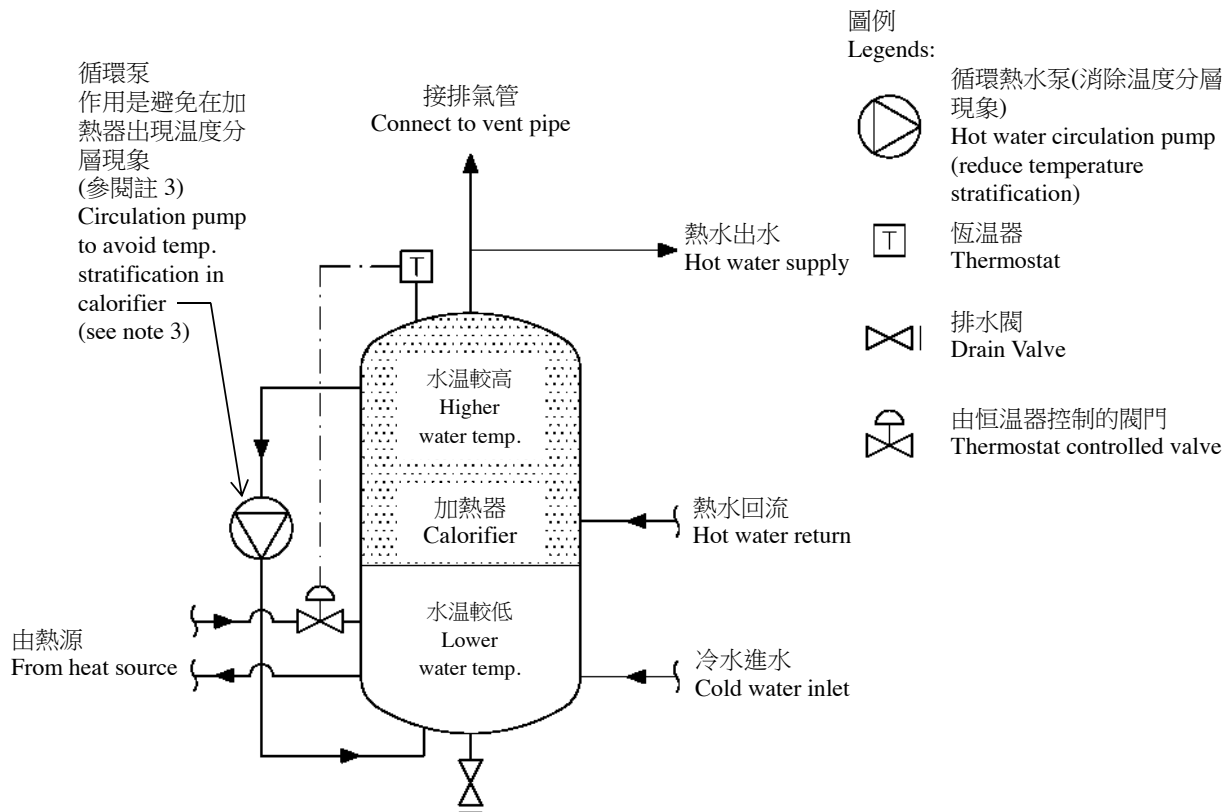 循環泵
作用是避免在加
熱器出現温度分
層現象
(參閱註 3)
Circulation pump
to avoid temp.
stratification in
calorifier
(see note 3)
接排氣管
Connect to vent pipe
熱水出水
Hot water supply
T
水温較高
Higher
water temp.
加熱器
Calorifier
熱水回流
Hot water return
水温較低
Lower
water temp.
由熱源
From heat source
冷水進水
Cold water inlet
圖例
Legends:
循環熱水泵(消除温度分層
現象)
Hot water circulation pump
(reduce temperature
stratification)
T
恆温器
Thermostat
排水閥
Drain Valve
由恒温器控制的閥門
Thermostat controlled valve